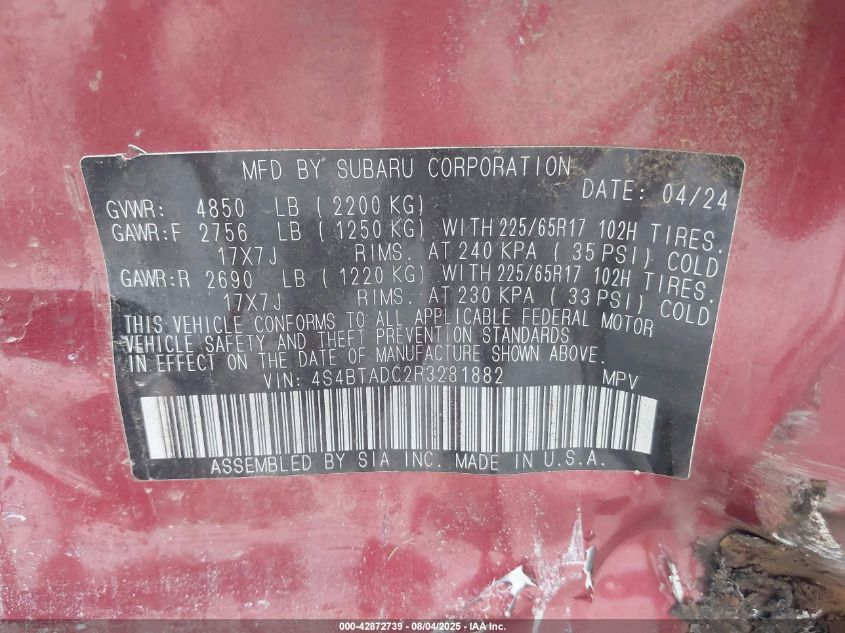 MFD BY SUBARU CORPORATION
DATE: 04/24
GVWR: 4850 LB ( 2200 KG)
GAWR:F 2756 LB ( 1250 KG) WITH 225/65R17 102H TIRES.
17X7J RIMS. AT 240 KPA ( 35 PSI) COLD
GAWR:R 2690 LB ( 1220 KG) WITH 225/65R17 102H TIRES.
17X7J RIMS. AT 230 KPA ( 33 PSI) COLD
THIS VEHICLE CONFORMS TO ALL APPLICABLE FEDERAL MOTOR
VEHICLE SAFETY AND THEFT PREVENTION STANDARDS
IN EFFECT ON THE DATE OF MANUFACTURE SHOWN ABOVE.
VIN: 4S4BTADC2R3281882 MPV
ASSEMBLED BY SIA INC. MADE IN U.S.A.
000-42872739 - 08/04/2025 - IAA Inc.